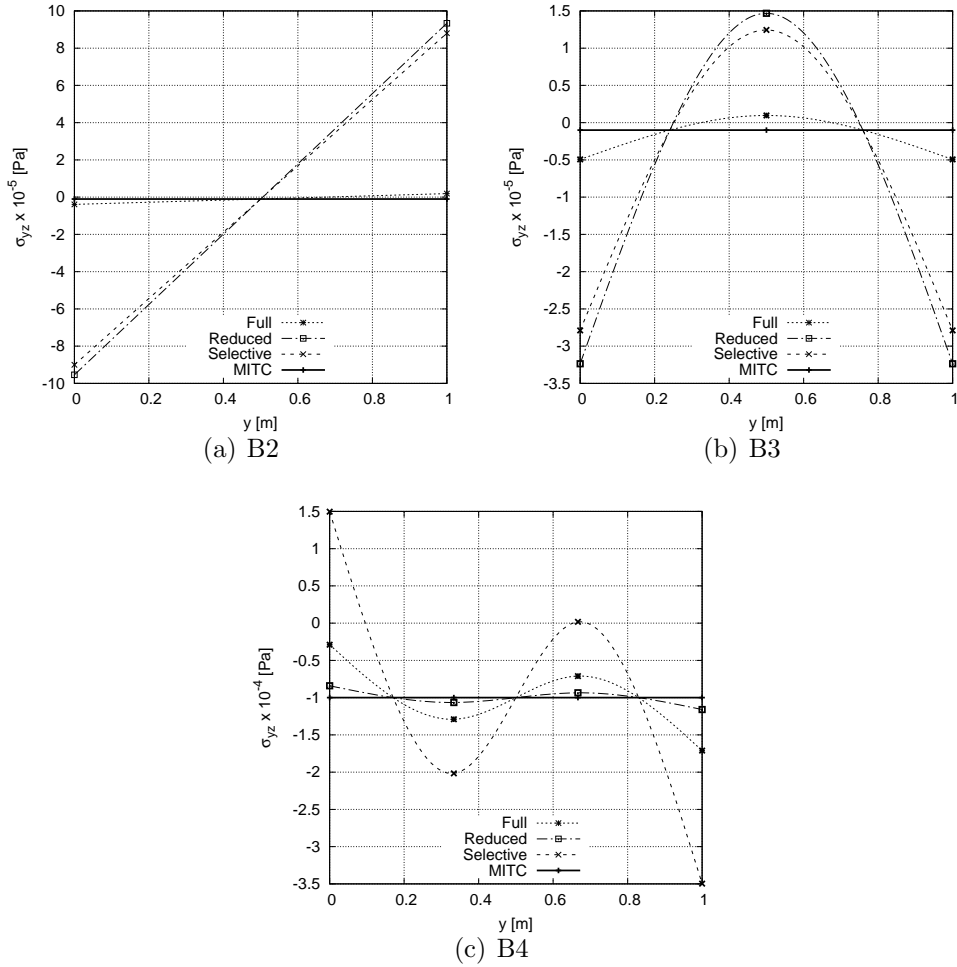 10
8
6
4
2
0
-2
-4
-6
-8
-10
0 0.2 0.4 0.6 0.8 1
σyz x 10-5 [Pa]
y [m]
Full
Reduced
Selective
MITC
(a) B2
1.5
1
0.5
0
-0.5
-1
-1.5
-2
-2.5
-3
-3.5
0 0.2 0.4 0.6 0.8 1
σyz x 10-5 [Pa]
y [m]
Full
Reduced
Selective
MITC
(b) B3
1.5
1
0.5
0
-0.5
-1
-1.5
-2
-2.5
-3
-3.5
0 0.2 0.4 0.6 0.8 1
σyz x 10-4 [Pa]
y [m]
Full
Reduced
Selective
MITC
(c) B4